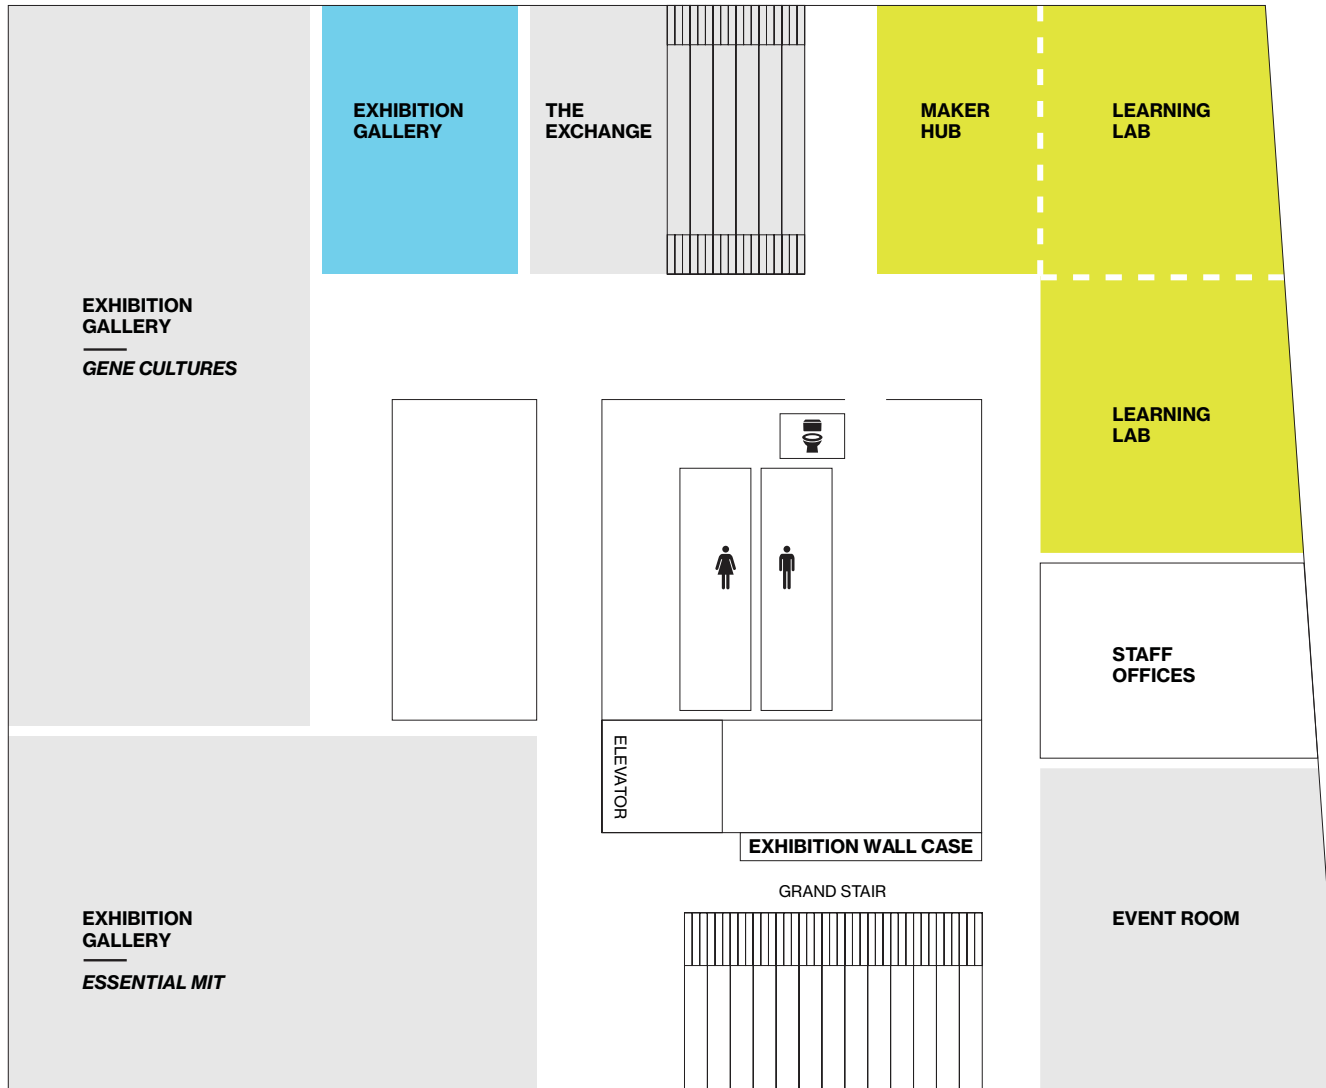 EXHIBITION
GALLERY
THE
EXCHANGE
MAKER
HUB
LEARNING
LAB
EXHIBITION
GALLERY
GENE CULTURES
LEARNING
LAB
STAFF
OFFICES
ELEVATOR
EXHIBITION WALL CASE
GRAND STAIR
EXHIBITION
GALLERY
ESSENTIAL MIT
EVENT ROOM